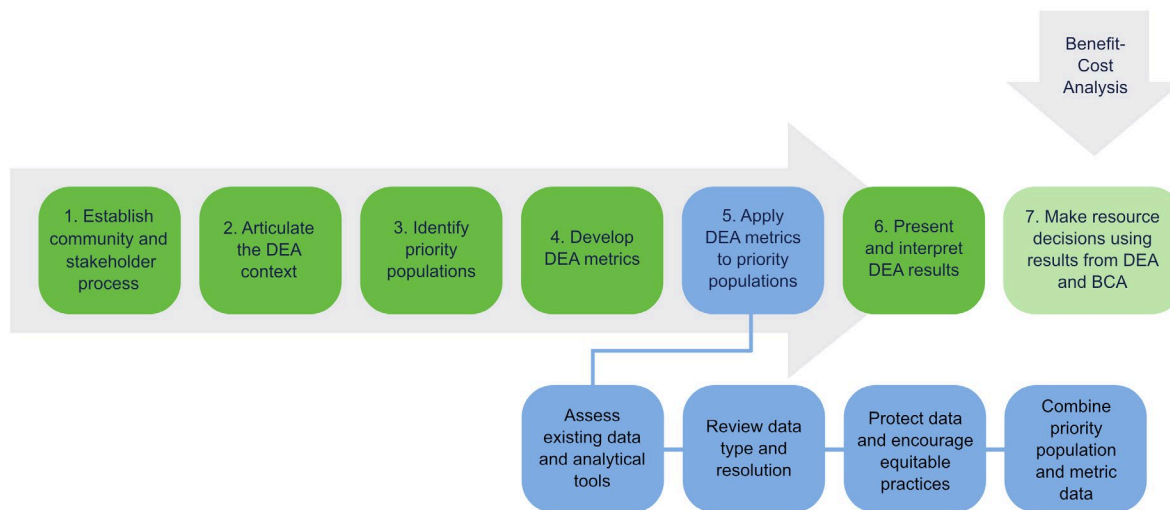 Benefit-
Cost
Analysis
1. Establish
community and
stakeholder
process
2. Articulate
the DEA
context
3. Identify
priority
populations
4. Develop
DEA metrics
5. Apply
DEA metrics
to priority
populations
6. Present
and interpret
DEA results
7. Make resource
decisions using
results from DEA
and BCA
Assess
existing data
and analytical
tools
Review data
type and
resolution
Protect data
and encourage
equitable
practices
Combine
priority
population
and metric
data